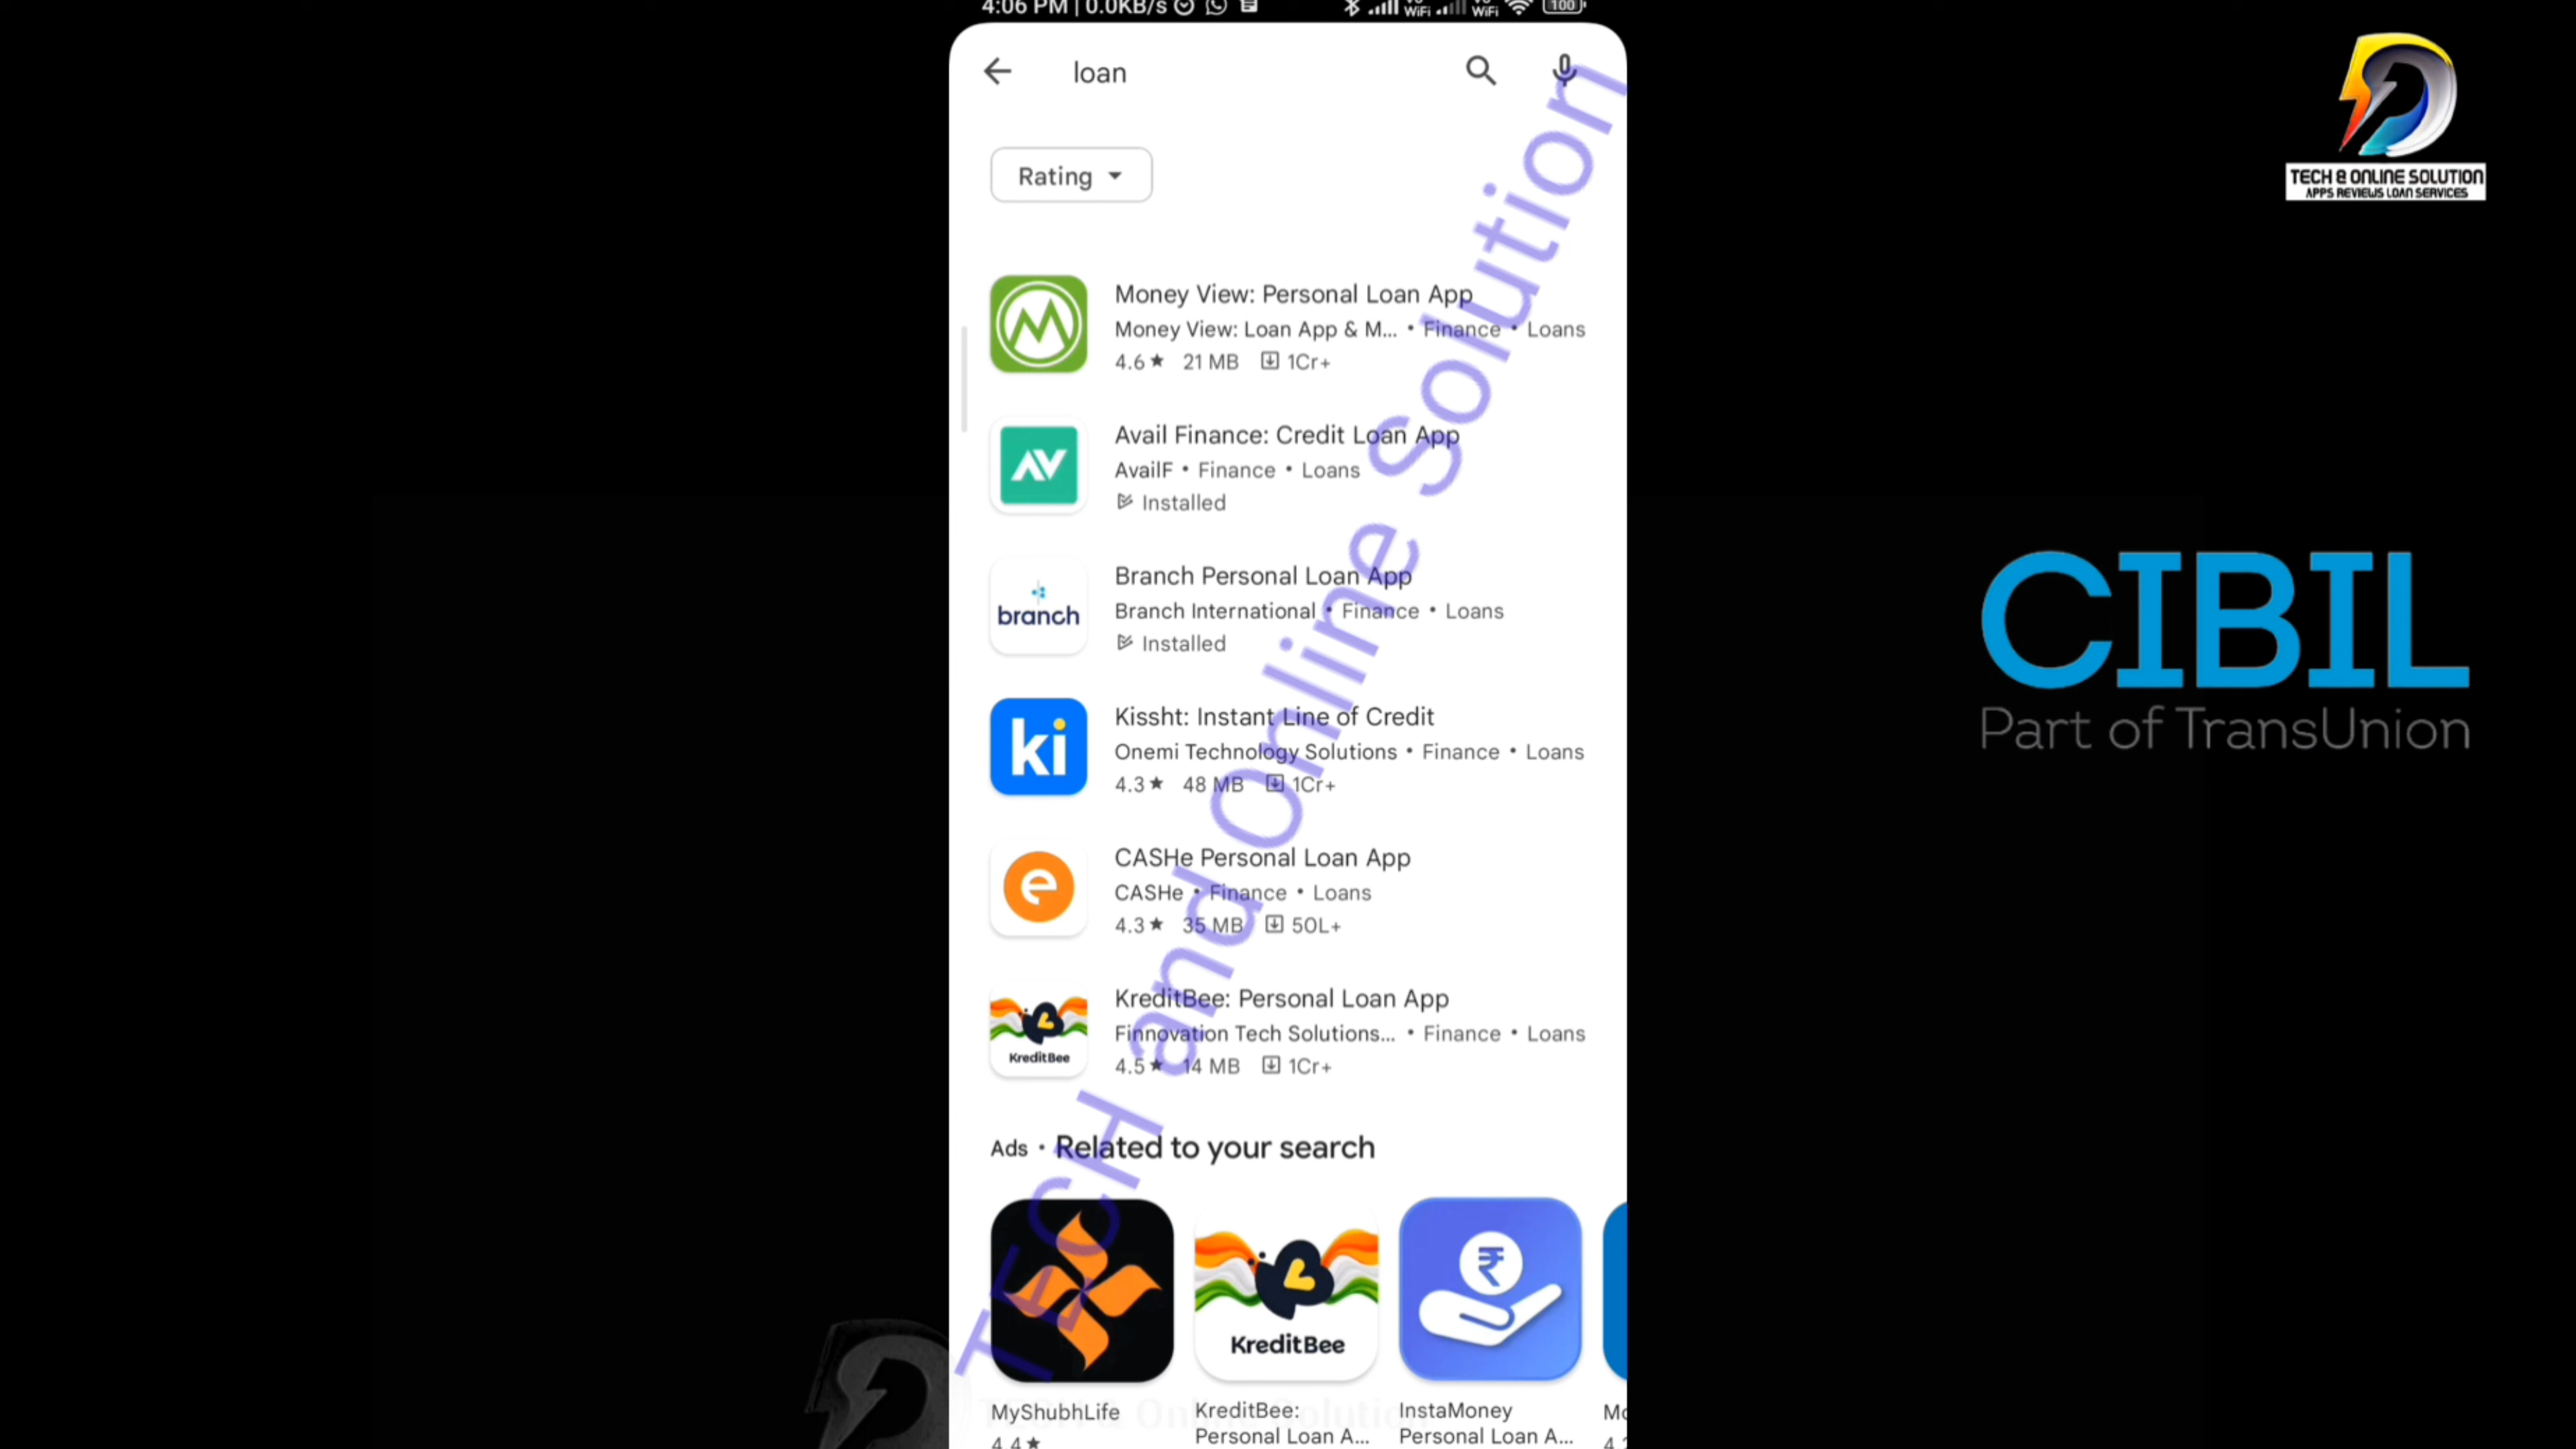 4:06 PM | 0.0KB/s
WiFi
WiFi
100
loan
Rating
TECH & ONLINE SOLUTION
APPS REVIEWS LOAN SERVICES
Money View: Personal Loan App
Money View: Loan App & M... • Finance • Loans
4.6★ 21 MB 1Cr+
Avail Finance: Credit Loan App
AvailF • Finance • Loans
Installed
branch
Branch Personal Loan App
Branch International • Finance • Loans
Installed
CIBIL
Part of TransUnion
ki
Kissht: Instant Line of Credit
Onemi Technology Solutions • Finance • Loans
4.3★ 48 MB 1Cr+
e
CASHe Personal Loan App
CASHe • Finance • Loans
4.3★ 35 MB 50L+
KreditBee
KreditBee: Personal Loan App
Finnovation Tech Solutions... • Finance • Loans
4.5★ 14 MB 1Cr+
TECH and Online Solution
Ads • Related to your search
KreditBee
₹
MyShubhLife
4.4★
KreditBee:
Personal Loan A...
InstaMoney
Personal Loan A...